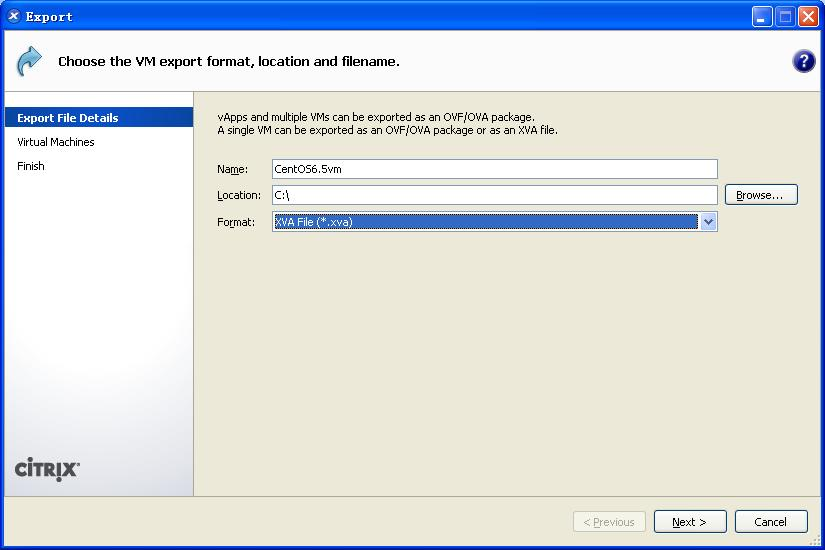 Export
Choose the VM export format, location and filename.
?
Export File Details
Virtual Machines
Finish
vApps and multiple VMs can be exported as an OVF/OVA package.
A single VM can be exported as an OVF/OVA package or as an XVA file.
Name: CentOS6.5vm
Location: C:\ Browse...
Format: XVA File (*.xva)
CITRIX
< Previous Next > Cancel